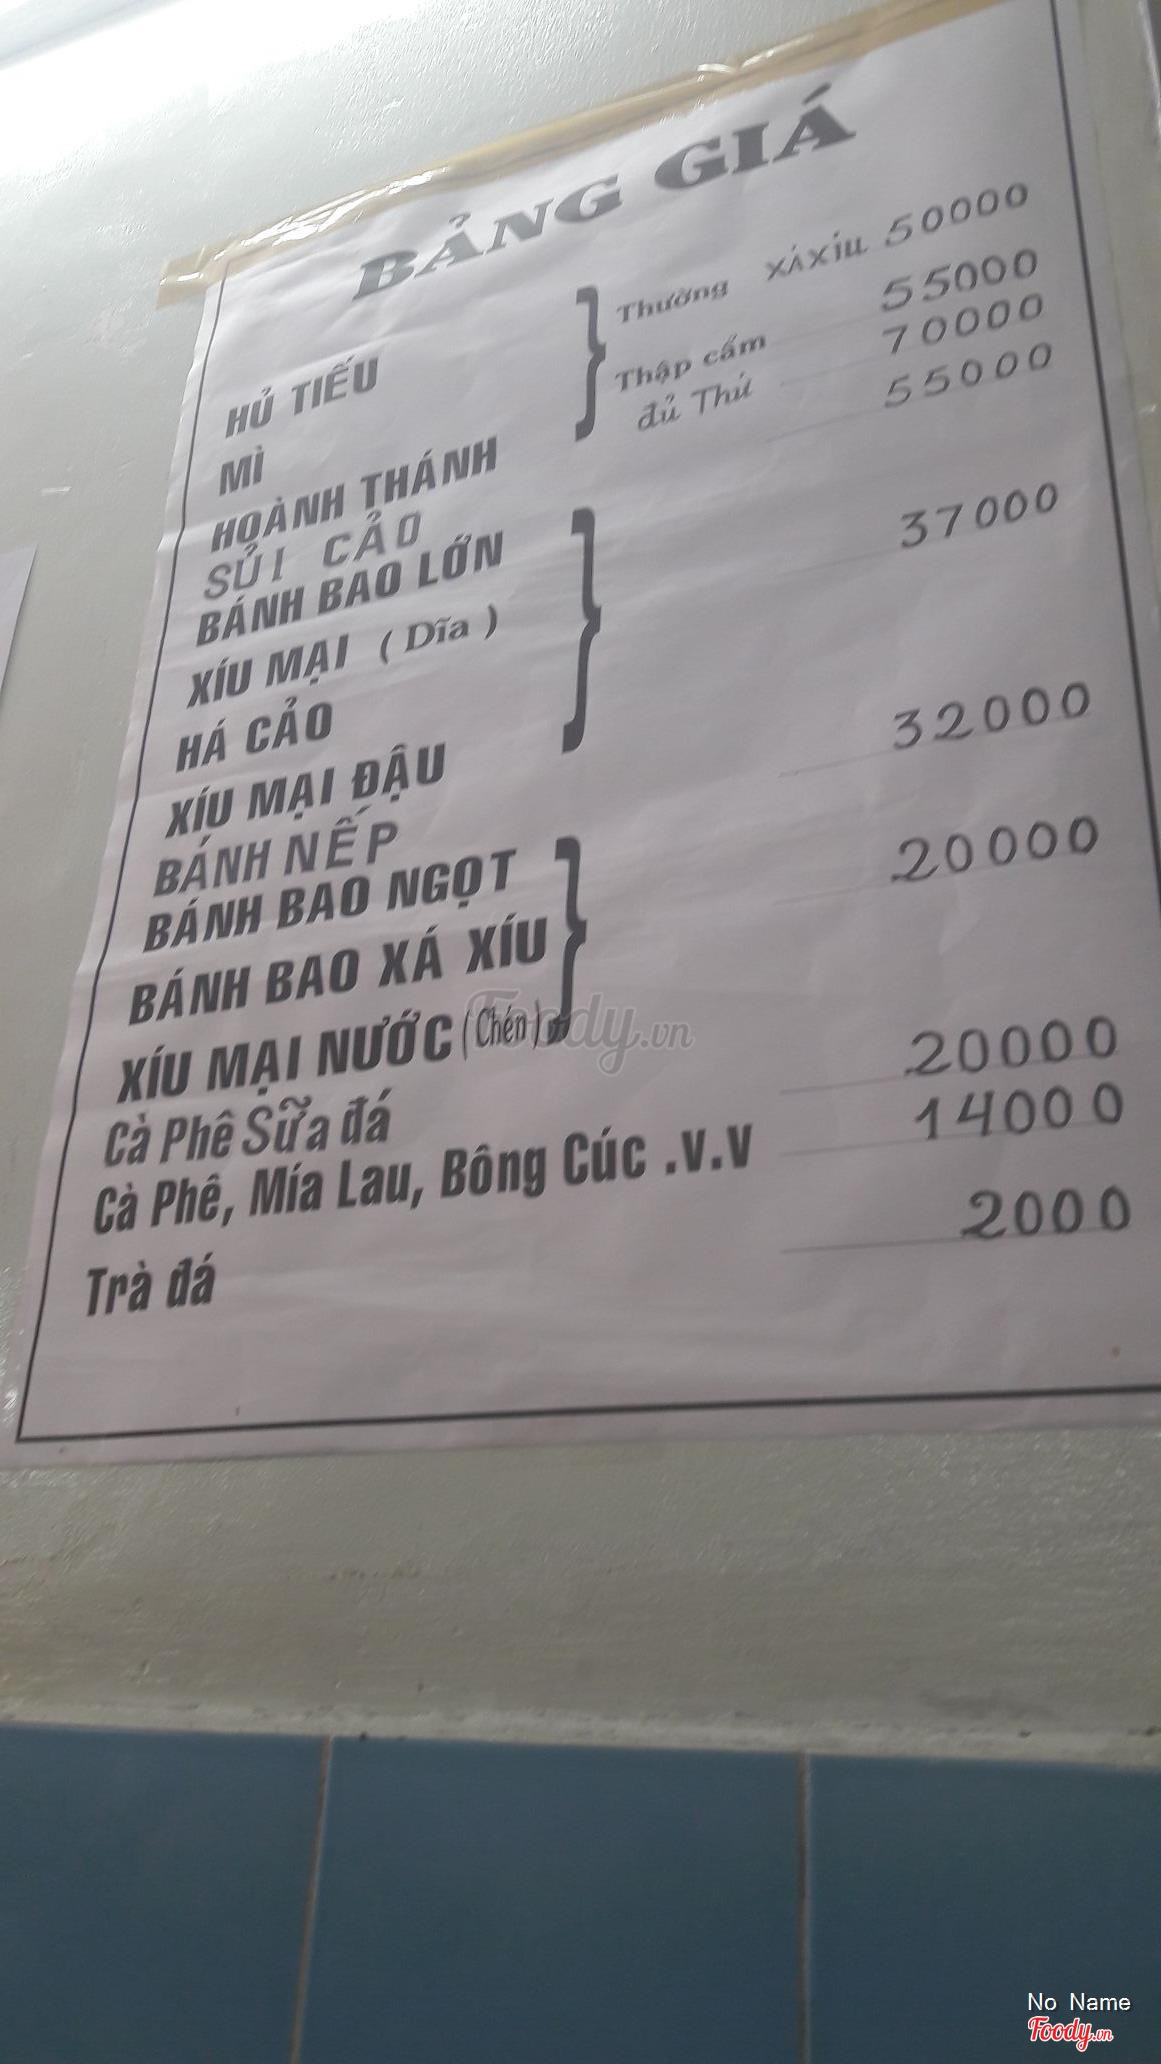 BẢNG GIÁ
HỦ TIẾU
MÌ
HOÀNH THÁNH
} Thường XÁXÍU 50000
Thập cẩm 55000
đủ Thứ 70000
SỦI CẢO 55000
BÁNH BAO LỚN
XÍU MẠI ( Dĩa )
HÁ CẢO
XÍU MẠI ĐẬU
} 37000
BÁNH NẾP 32000
BÁNH BAO NGỌT
BÁNH BAO XÁ XÍU
XÍU MẠI NƯỚC (Chén)
} 20000
Cà Phê Sữa đá 20000
Cà Phê, Mía Lau, Bông Cúc .v.v 14000
Trà đá 2000
Foody.vn
No Name
Foody.vn